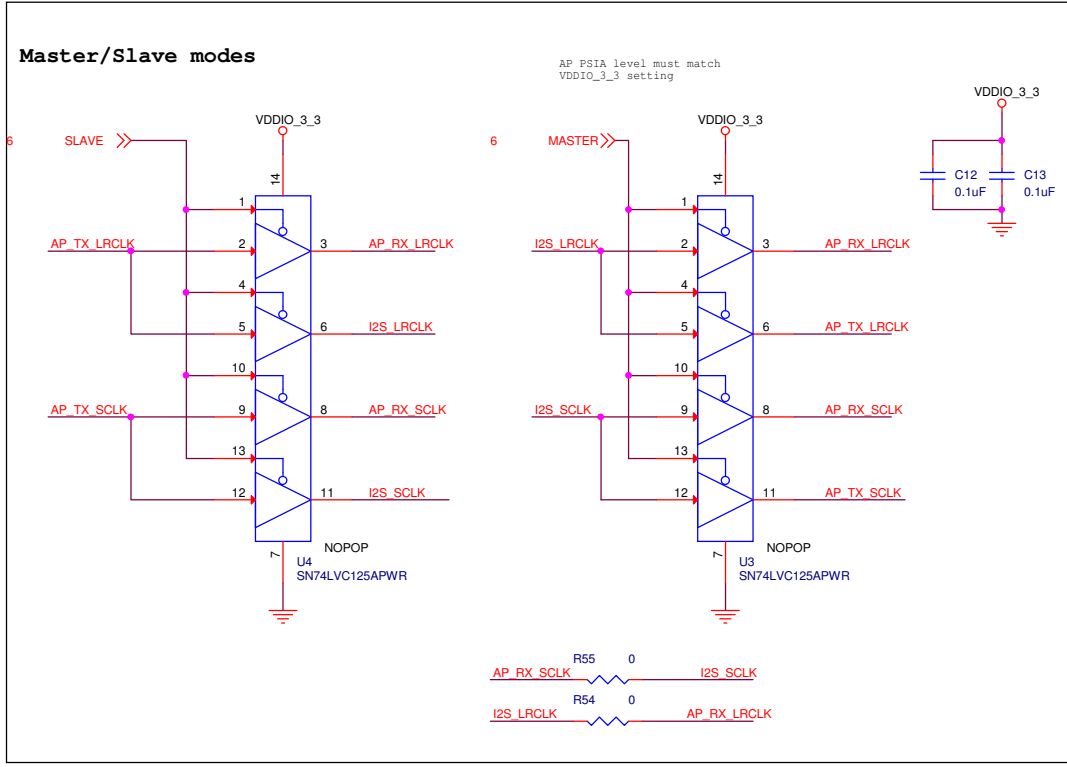 Master/Slave modes
AP PSIA level must match
VDDIO_3_3 setting
VDDIO_3_3
6 SLAVE
VDDIO_3_3
14
1
AP_TX_LRCLK
2
3
AP_RX_LRCLK
4
5
6
I2S_LRCLK
10
AP_TX_SCLK
9
8
AP_RX_SCLK
13
12
11
I2S_SCLK
7
NOPOP
U4
SN74LVC125APWR
6 MASTER
VDDIO_3_3
14
1
I2S_LRCLK
2
3
AP_RX_LRCLK
4
5
6
AP_TX_LRCLK
10
I2S_SCLK
9
8
AP_RX_SCLK
13
12
11
AP_TX_SCLK
7
NOPOP
U3
SN74LVC125APWR
C12
0.1uF
C13
0.1uF
R55 0
AP_RX_SCLK I2S_SCLK
R54 0
I2S_LRCLK AP_RX_LRCLK